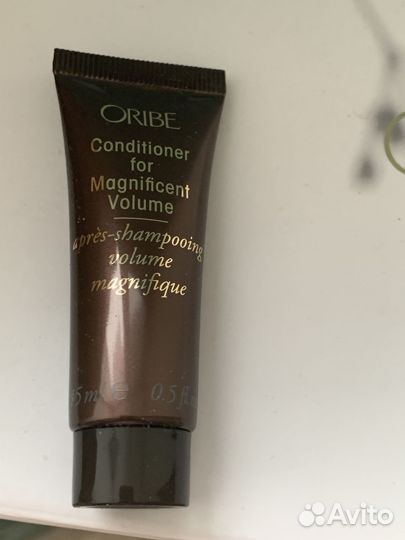 ORIBE
Conditioner
for
Magnificent
Volume
après-shampooing
volume
magnifique
0.5 fl
Avito